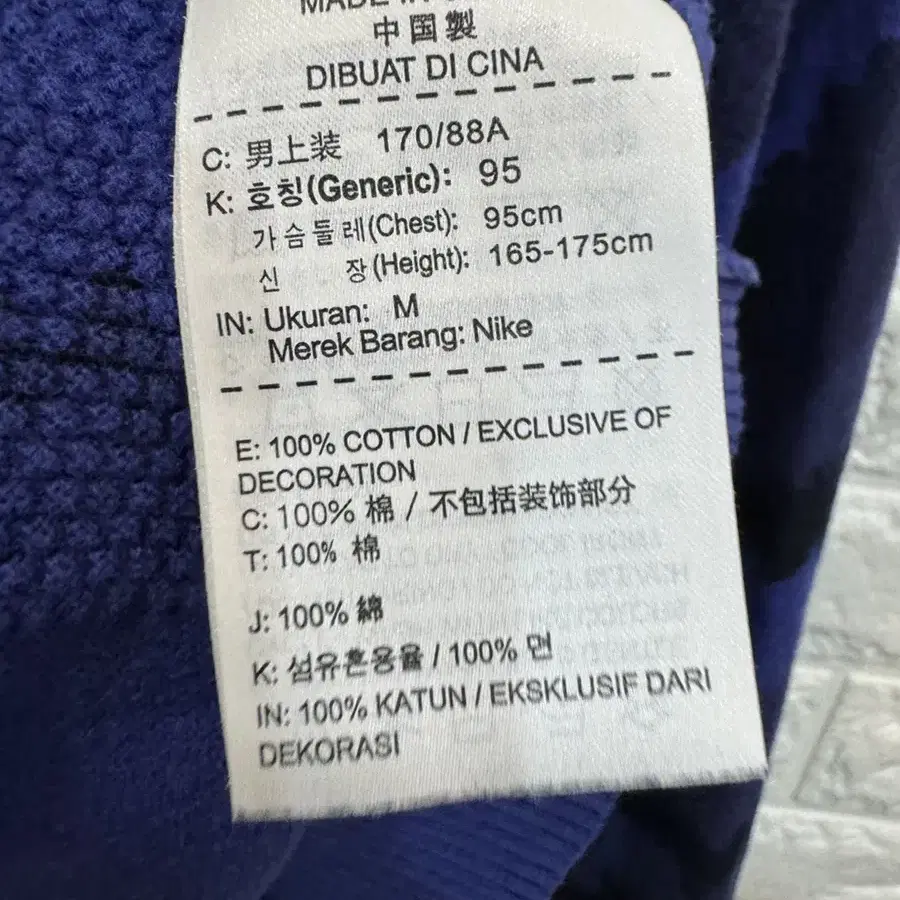 MADE IN
中国製
DIBUAT DI CINA
C: 男上装 170/88A
K: 호칭(Generic): 95
가슴둘레(Chest): 95cm
신 장(Height): 165-175cm
IN: Ukuran: M
Merek Barang: Nike
E: 100% COTTON / EXCLUSIVE OF
DECORATION
C: 100% 棉 / 不包括装饰部分
T: 100% 棉
J: 100% 綿
K: 섬유혼용율 / 100% 면
IN: 100% KATUN / EKSKLUSIF DARI
DEKORASI